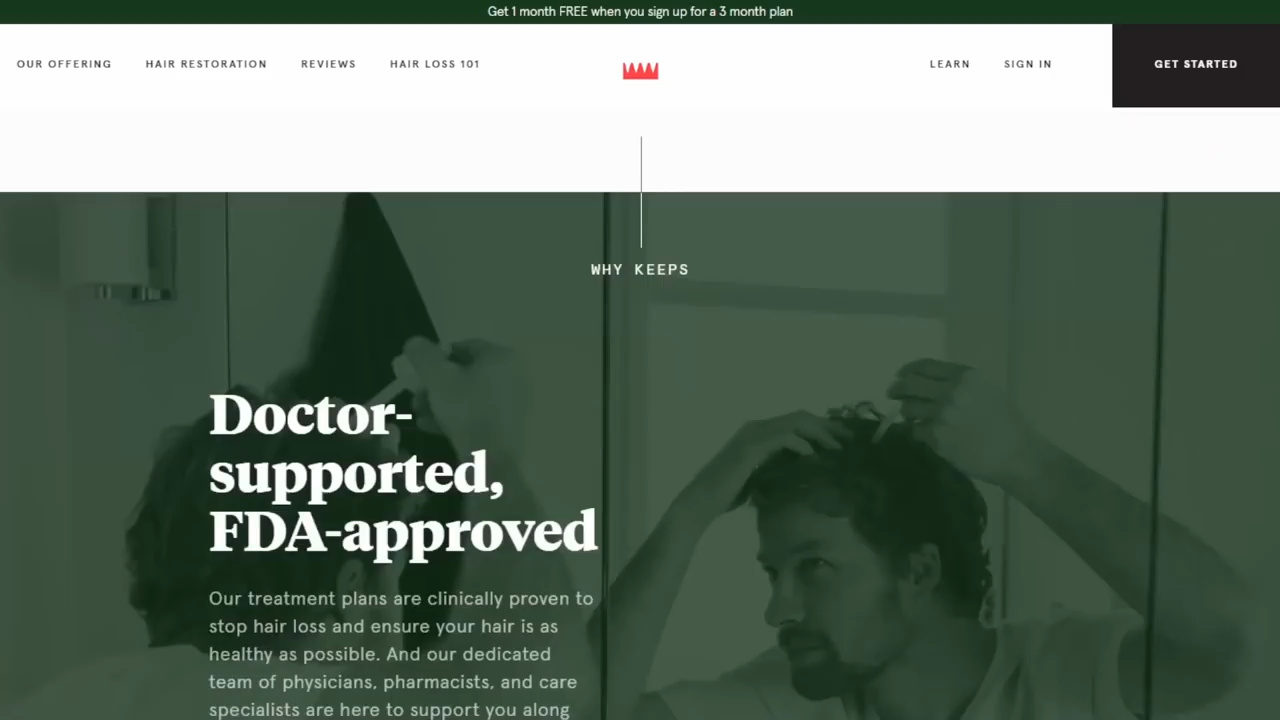 Get 1 month FREE when you sign up for a 3 month plan
OUR OFFERING HAIR RESTORATION REVIEWS HAIR LOSS 101 LEARN SIGN IN GET STARTED
WHY KEEPS
Doctor-
supported,
FDA-approved
Our treatment plans are clinically proven to
stop hair loss and ensure your hair is as
healthy as possible. And our dedicated
team of physicians, pharmacists, and care
specialists are here to support you along